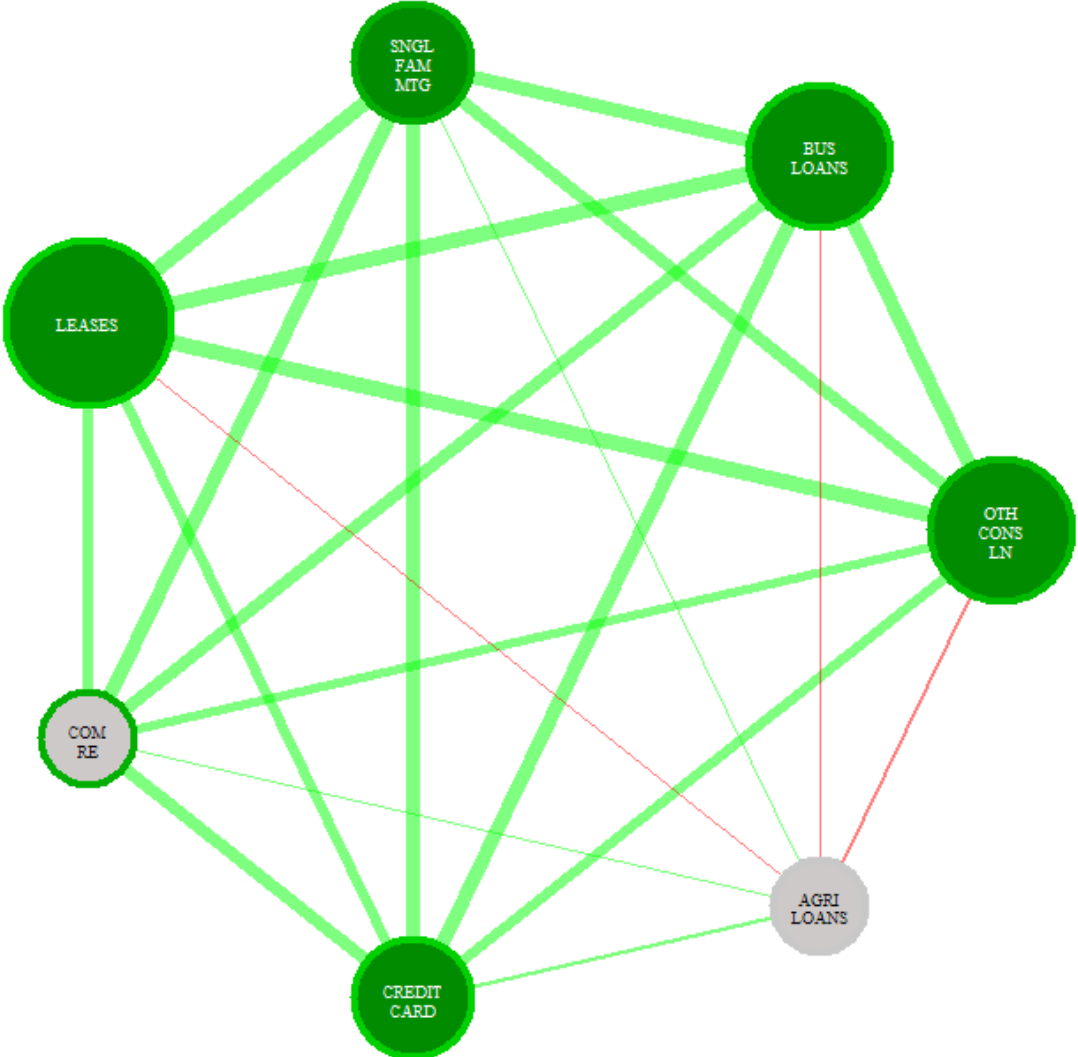 SNGL
FAM
MTG
BUS
LOANS
LEASES
OTH
CONS
LN
COM
RE
AGRI
LOANS
CREDIT
CARD